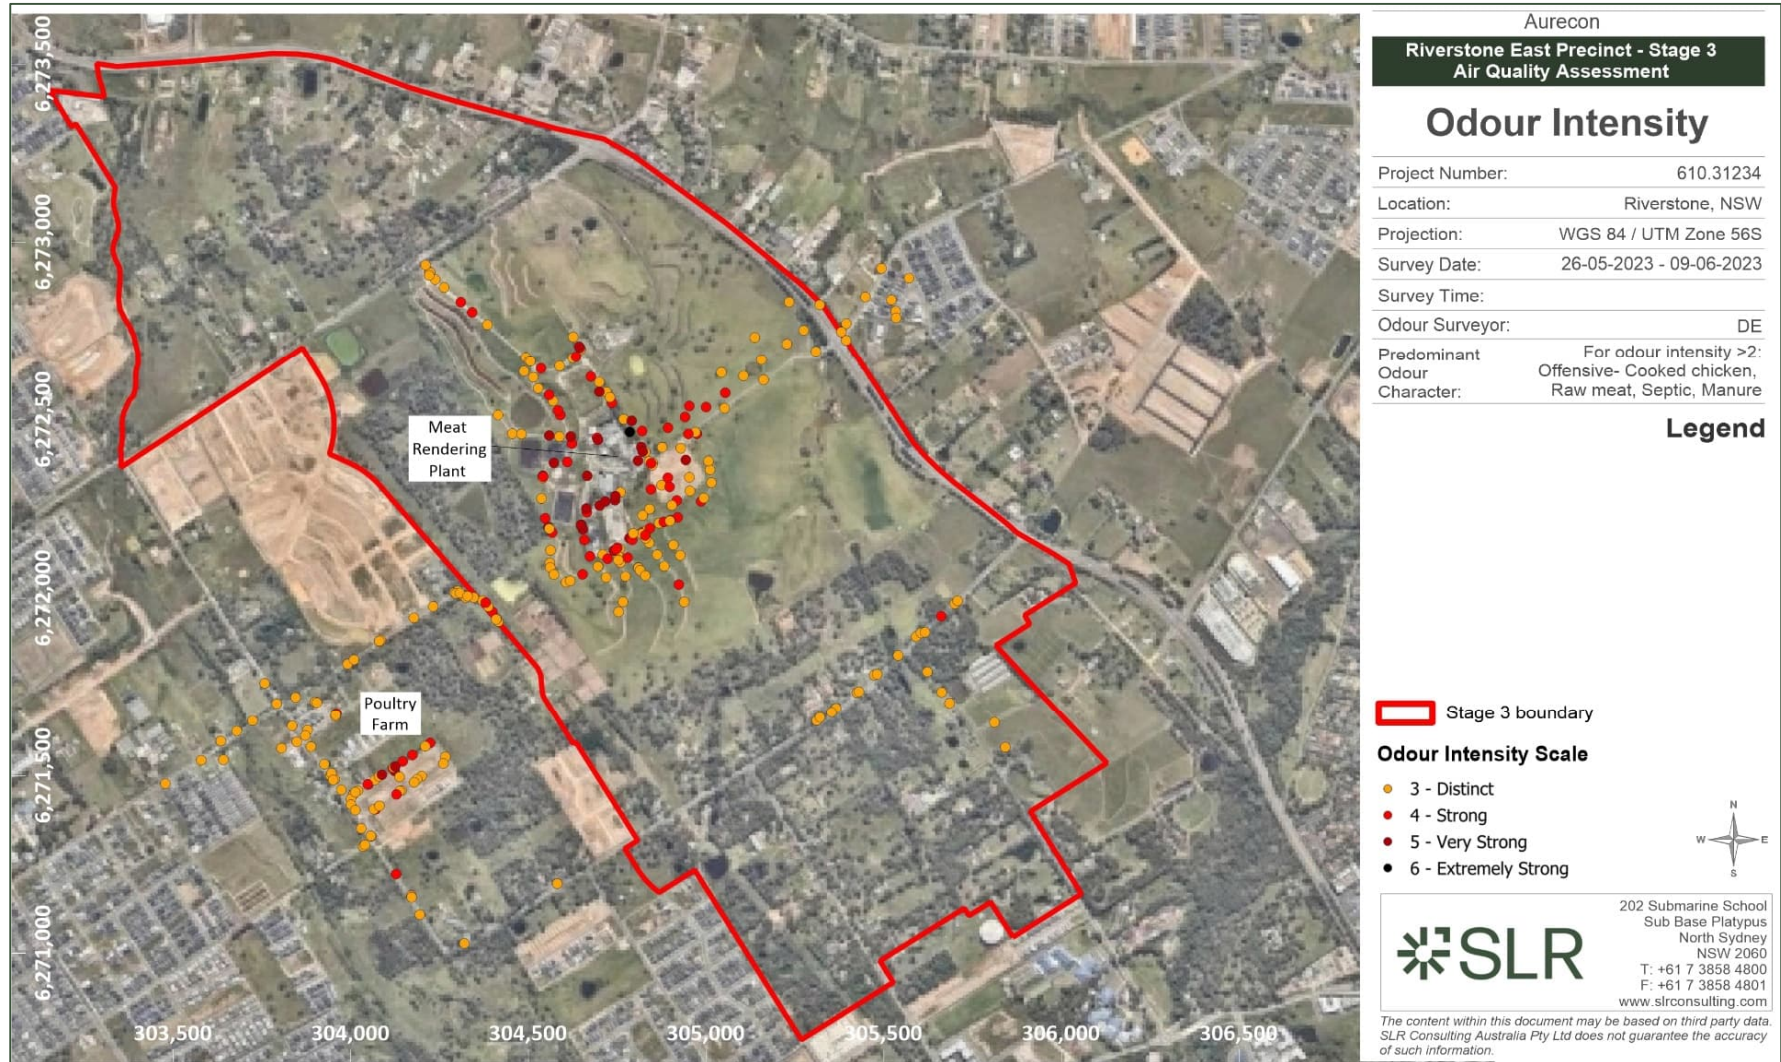 Aurecon
Riverstone East Precinct - Stage 3
Air Quality Assessment
Odour Intensity
Project Number: 610.31234
Location: Riverstone, NSW
Projection: WGS 84 / UTM Zone 56S
Survey Date: 26-05-2023 - 09-06-2023
Survey Time:
Odour Surveyor: DE
Predominant Odour Character:
For odour intensity >2:
Offensive- Cooked chicken,
Raw meat, Septic, Manure
Legend
Stage 3 boundary
Odour Intensity Scale
3 - Distinct
4 - Strong
5 - Very Strong
6 - Extremely Strong
N
W
E
S
SLR
202 Submarine School
Sub Base Platypus
North Sydney
NSW 2060
T: +61 7 3858 4800
F: +61 7 3858 4801
www.slrconsulting.com
The content within this document may be based on third party data.
SLR Consulting Australia Pty Ltd does not guarantee the accuracy
of such information.
Meat
Rendering
Plant
Poultry
Farm
6,273,500
6,273,000
6,272,500
6,272,000
6,271,500
6,271,000
303,500
304,000
304,500
305,000
305,500
306,000
306,500